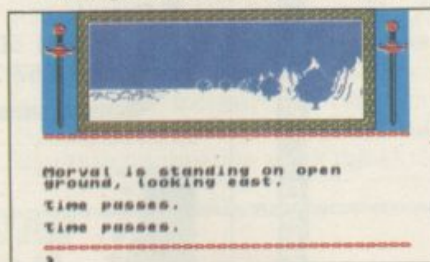 Morval is standing on open
ground, looking east.
Time passes.
Time passes.